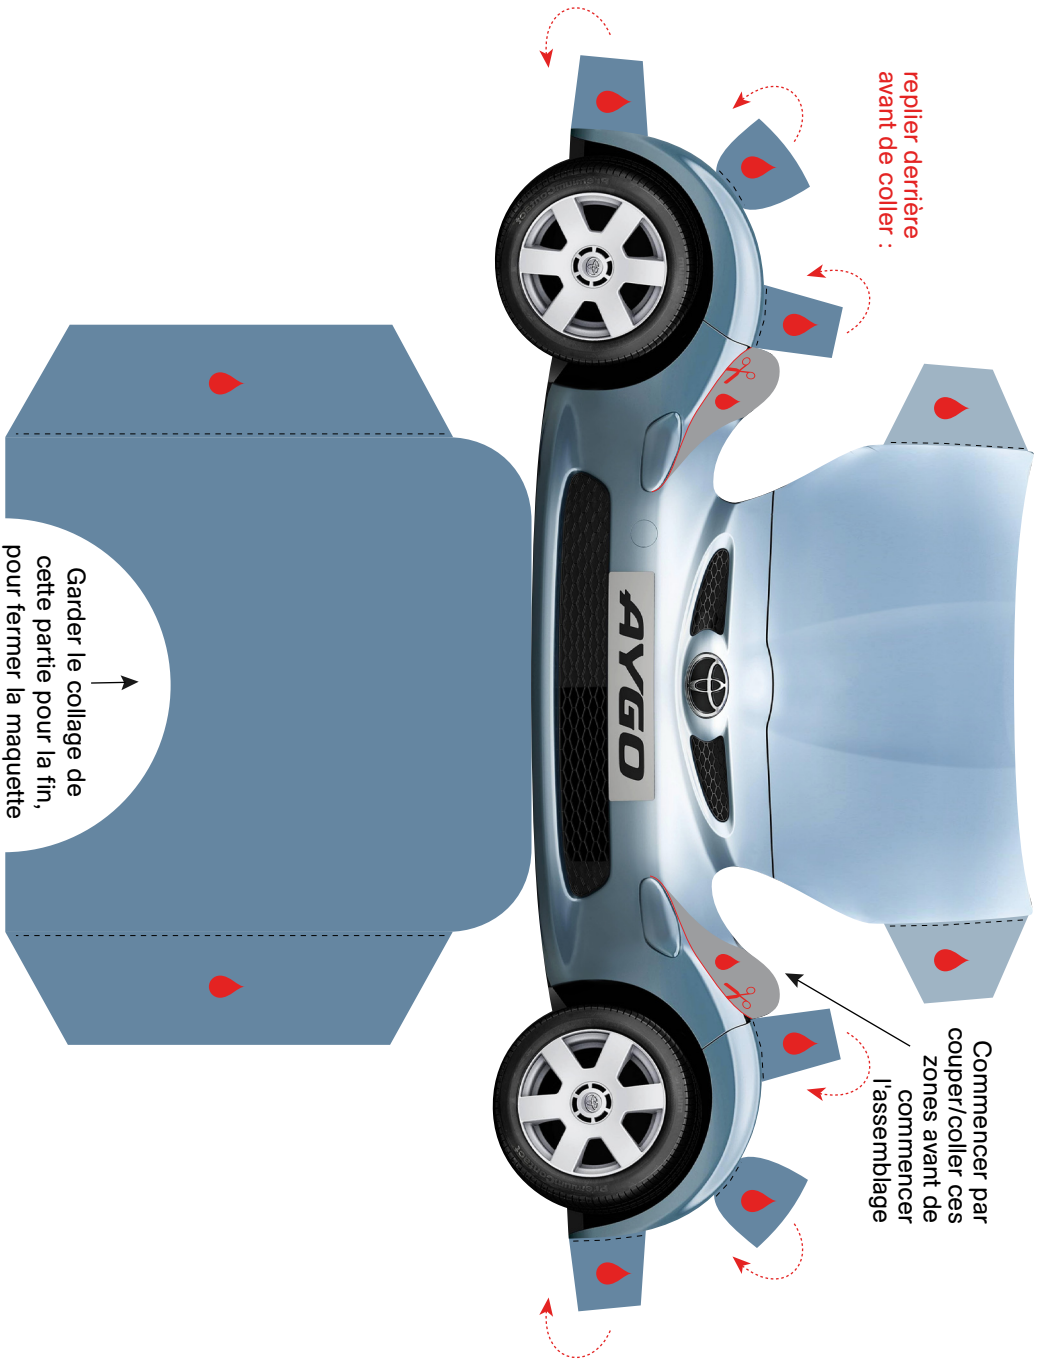 replier derrière
avant de coller :
Commencer par
couper/coller ces
zones avant de
commencer
l'assemblage
AYGO
Garder le collage de
cette partie pour la fin,
pour fermer la maquette